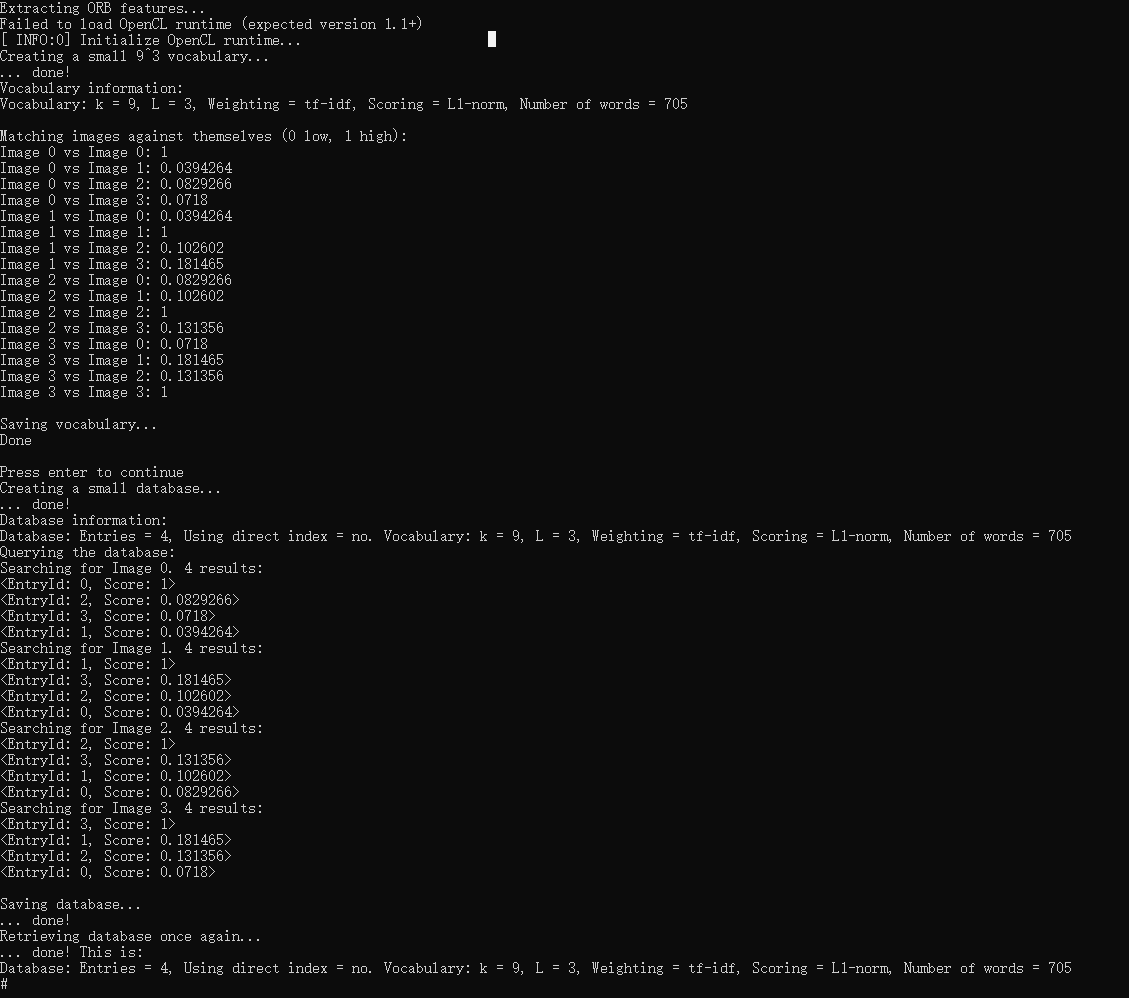 Extracting ORB features...
Failed to load OpenCL runtime (expected version 1.1+)
[ INFO:0] Initialize OpenCL runtime...
Creating a small 9^3 vocabulary...
... done!
Vocabulary information:
Vocabulary: k = 9, L = 3, Weighting = tf-idf, Scoring = L1-norm, Number of words = 705

Matching images against themselves (0 low, 1 high):
Image 0 vs Image 0: 1
Image 0 vs Image 1: 0.0394264
Image 0 vs Image 2: 0.0829266
Image 0 vs Image 3: 0.0718
Image 1 vs Image 0: 0.0394264
Image 1 vs Image 1: 1
Image 1 vs Image 2: 0.102602
Image 1 vs Image 3: 0.181465
Image 2 vs Image 0: 0.0829266
Image 2 vs Image 1: 0.102602
Image 2 vs Image 2: 1
Image 2 vs Image 3: 0.131356
Image 3 vs Image 0: 0.0718
Image 3 vs Image 1: 0.181465
Image 3 vs Image 2: 0.131356
Image 3 vs Image 3: 1

Saving vocabulary...
Done

Press enter to continue
Creating a small database...
... done!
Database information:
Database: Entries = 4, Using direct index = no. Vocabulary: k = 9, L = 3, Weighting = tf-idf, Scoring = L1-norm, Number of words = 705
Querying the database:
Searching for Image 0. 4 results:
<EntryId: 0, Score: 1>
<EntryId: 2, Score: 0.0829266>
<EntryId: 3, Score: 0.0718>
<EntryId: 1, Score: 0.0394264>
Searching for Image 1. 4 results:
<EntryId: 1, Score: 1>
<EntryId: 3, Score: 0.181465>
<EntryId: 2, Score: 0.102602>
<EntryId: 0, Score: 0.0394264>
Searching for Image 2. 4 results:
<EntryId: 2, Score: 1>
<EntryId: 3, Score: 0.131356>
<EntryId: 1, Score: 0.102602>
<EntryId: 0, Score: 0.0829266>
Searching for Image 3. 4 results:
<EntryId: 3, Score: 1>
<EntryId: 1, Score: 0.181465>
<EntryId: 2, Score: 0.131356>
<EntryId: 0, Score: 0.0718>

Saving database...
... done!
Retrieving database once again...
... done! This is:
Database: Entries = 4, Using direct index = no. Vocabulary: k = 9, L = 3, Weighting = tf-idf, Scoring = L1-norm, Number of words = 705
#